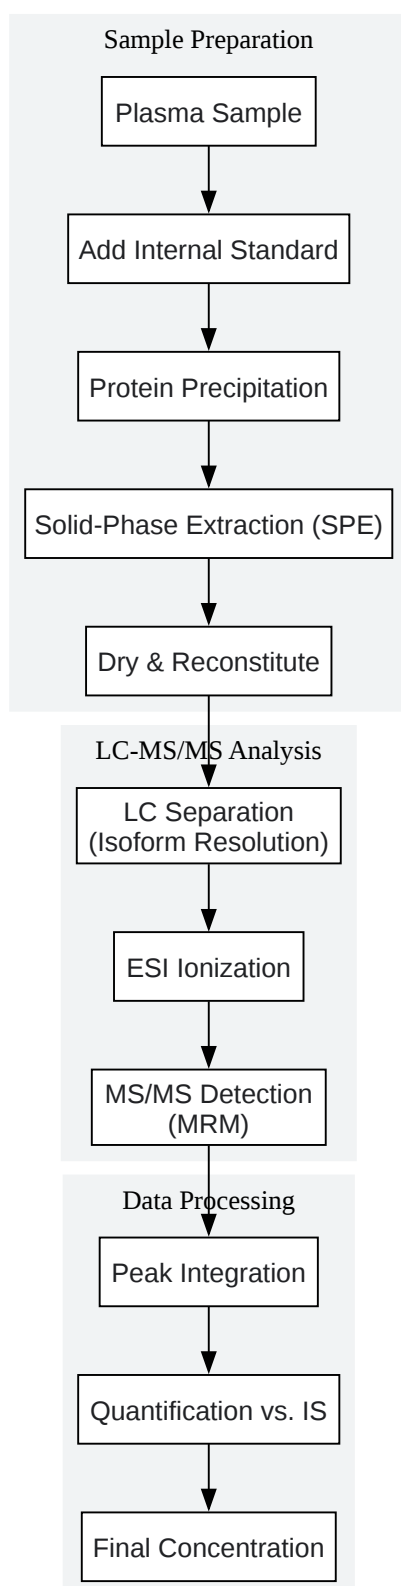 Sample Preparation
Plasma Sample
Add Internal Standard
Protein Precipitation
Solid-Phase Extraction (SPE)
Dry & Reconstitute
LC-MS/MS Analysis
LC Separation
(Isoform Resolution)
ESI Ionization
MS/MS Detection
(MRM)
Data Processing
Peak Integration
Quantification vs. IS
Final Concentration